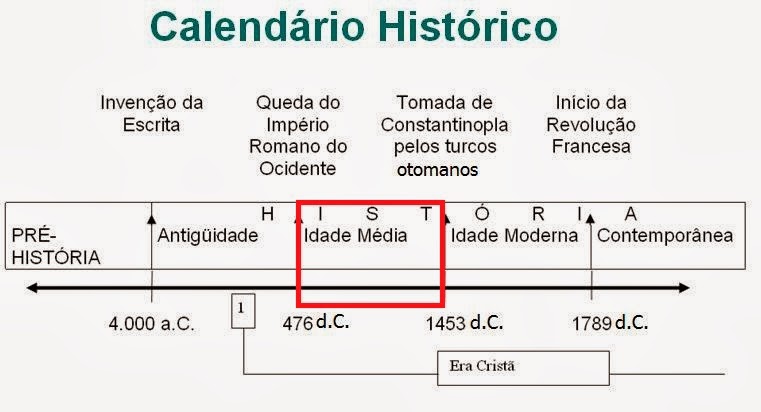 Calendário Histórico
Invenção da
Escrita
Queda do
Império
Romano do
Ocidente
Tomada de
Constantinopla
pelos turcos
otomanos
Início da
Revolução
Francesa
H I S T Ó R I A
PRÉ-
HISTÓRIA
Antigüidade
Idade Média
Idade Moderna
Contemporânea
4.000 a.C.
1
476 d.C.
1453 d.C.
1789 d.C.
Era Cristã